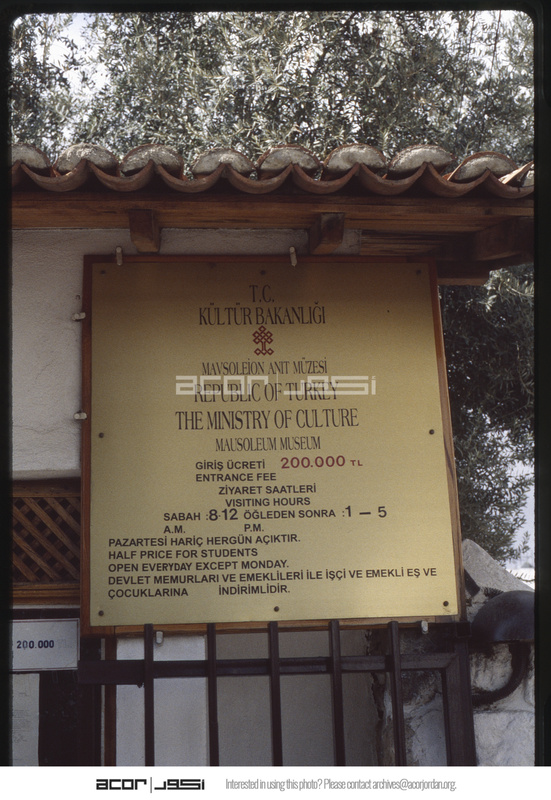 T.C.
KÜLTÜR BAKANLIĞI
MAVSOLEİON ANIT MÜZESİ
acor
REPUBLIC OF TURKEY
THE MINISTRY OF CULTURE
MAUSOLEUM MUSEUM
GİRİŞ ÜCRETİ 200.000 TL
ENTRANCE FEE
ZİYARET SAATLERİ
VISITING HOURS
SABAH :8-12 ÖĞLEDEN SONRA :1 – 5
A.M. P.M.
PAZARTESİ HARİÇ HERGÜN AÇIKTIR.
HALF PRICE FOR STUDENTS
OPEN EVERYDAY EXCEPT MONDAY.
DEVLET MEMURLARI VE EMEKLİLERİ İLE İŞÇİ VE EMEKLİ EŞ VE
ÇOCUKLARINA İNDİRİMLİDİR.
200.000
acor Interested in using this photo? Please contact archives@acorjordan.org.